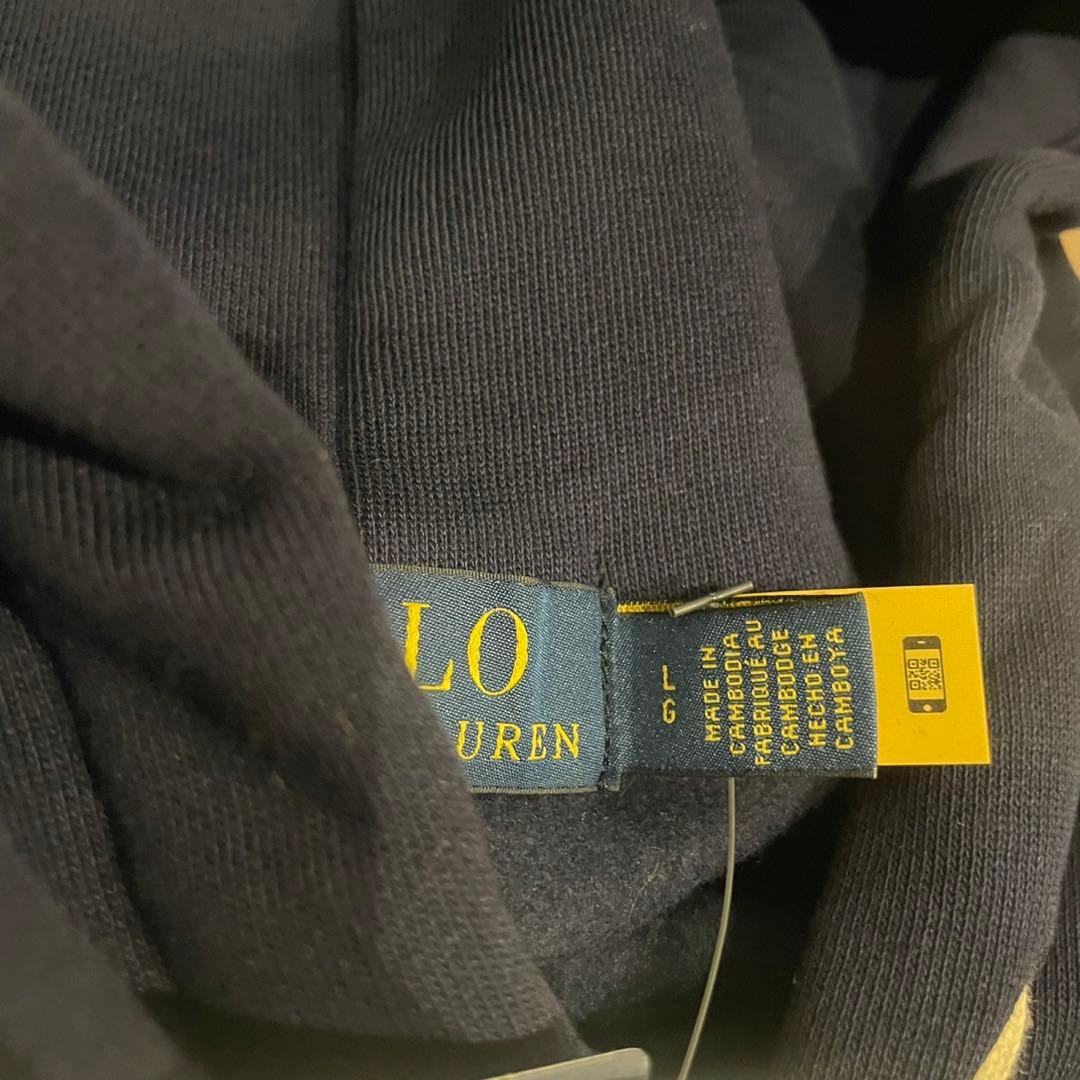 LO
UREN
L
G
MADE IN
CAMBODIA
FABRIQUÉ AU
CAMBODGE
HECHO EN
CAMBOYA